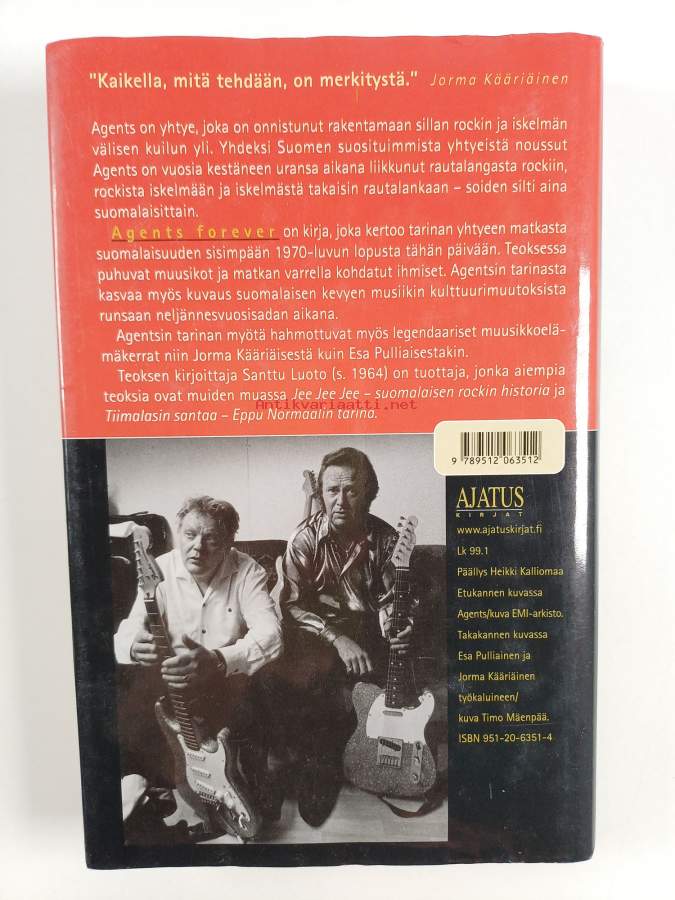 "Kaikella, mitä tehdään, on merkitystä." Jorma Kääriäinen
Agents on yhtye, joka on onnistunut rakentamaan sillan rockin ja iskelmän
välisen kuilun yli. Yhdeksi Suomen suosituimmista yhtyeistä noussut
Agents on vuosia kestäneen uransa aikana liikkunut rautalangasta rockiin,
rockista iskelmään ja iskelmästä takaisin rautalankaan – soiden silti aina
suomalaisittain.
Agents forever on kirja, joka kertoo tarinan yhtyeen matkasta
suomalaisuuden sisimpään 1970-luvun lopusta tähän päivään. Teoksessa
puhuvat muusikot ja matkan varrella kohdatut ihmiset. Agentsin tarinasta
kasvaa myös kuvaus suomalaisen kevyen musiikin kulttuurimuutoksista
runsaan neljännesvuosisadan aikana.
Agentsin tarinan myötä hahmottuvat myös legendaariset muusikkoelä-
mäkerrat niin Jorma Kääriäisestä kuin Esa Pulliaisestakin.
Teoksen kirjoittaja Santtu Luoto (s. 1964) on tuottaja, jonka aiempia
teoksia ovat muiden muassa Jee Jee Jee – suomalaisen rockin historia ja
Antikvariaatti.net
Tiimalasin santaa – Eppu Normaalin tarina.
9 789512 063512
AJATUS
KIRJAT
www.ajatuskirjat.fi
Lk 99.1
Päällys Heikki Kalliomaa
Etukannen kuvassa
Agents/kuva EMI-arkisto.
Takakannen kuvassa
Esa Pulliainen ja
Jorma Kääriäinen
työkaluineen/
kuva Timo Mäenpää.
ISBN 951-20-6351-4